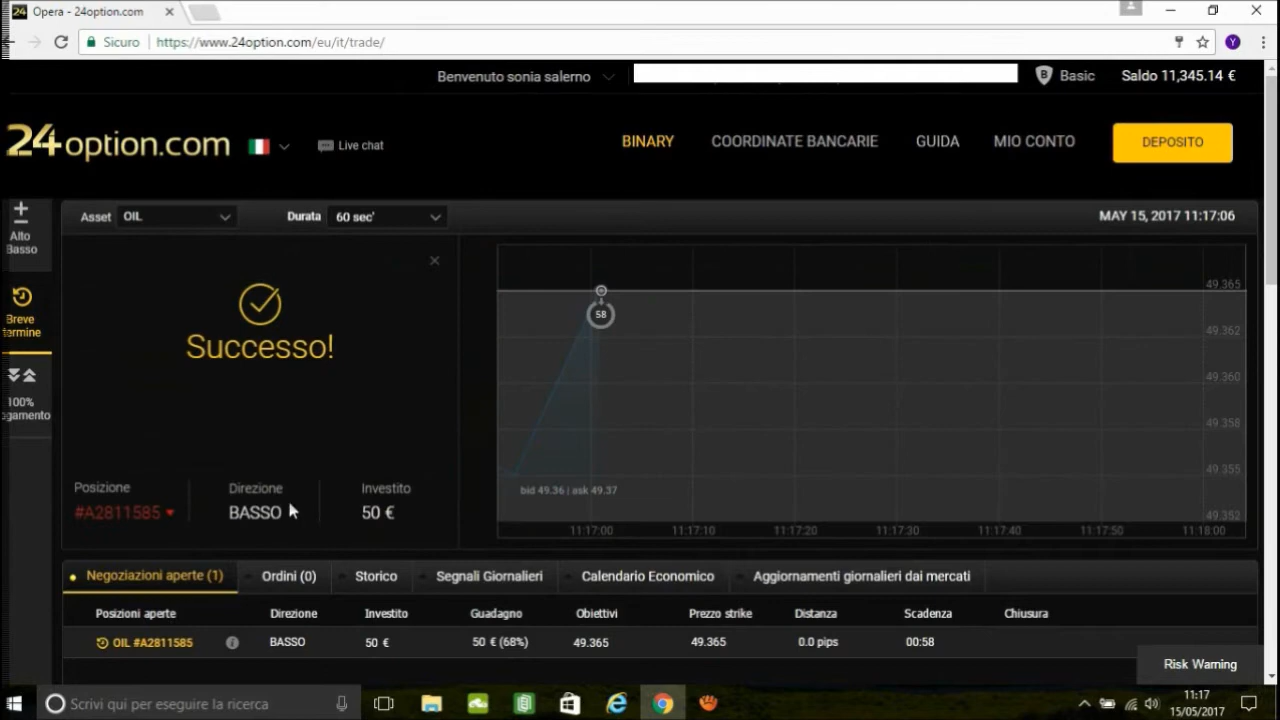 Opera - 24option.com
Sicuro https://www.24option.com/eu/it/trade/
Benvenuto sonia salerno Basic Saldo 11,345.14 €
24option.com Live chat BINARY COORDINATE BANCARIE GUIDA MIO CONTO DEPOSITO
Asset OIL Durata 60 sec' MAY 15, 2017 11:17:06
Alto
Basso
Breve
termine
100%
Successo!
Posizione Direzione Investito
#A2811585 BASSO 50 €
58
49.365
49.362
49.360
49.358
49.355
49.352
bid 49.36 | ask 49.37
11:17:00 11:17:10 11:17:20 11:17:30 11:17:40 11:17:50 11:18:00
Negoziazioni aperte (1) Ordini (0) Storico Segnali Giornalieri Calendario Economico Aggiornamenti giornalieri dai mercati
Posizioni aperte Direzione Investito Guadagno Obiettivi Prezzo strike Distanza Scadenza Chiusura
OIL #A2811585 BASSO 50 € 50 € (68%) 49.365 49.365 0.0 pips 00:58
Risk Warning
Scrivi qui per eseguire la ricerca
11:17
15/05/2017